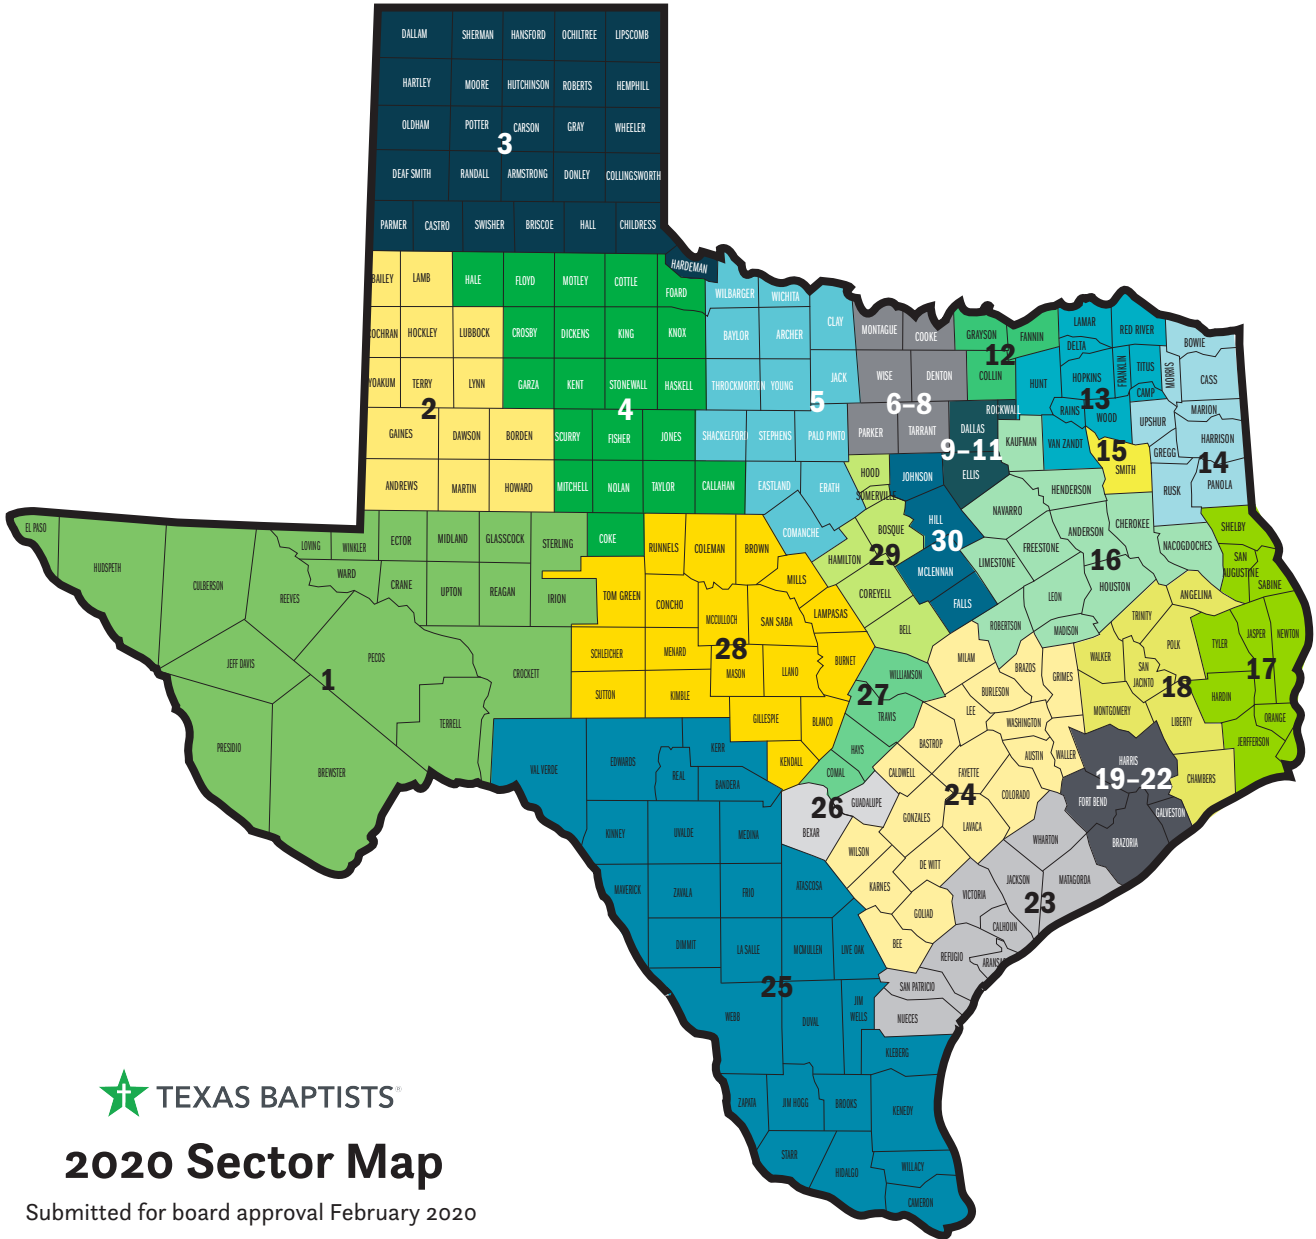 DALLAM SHERMAN HANSFORD OCHILTREE LIPSCOMB
HARTLEY MOORE HUTCHINSON ROBERTS HEMPHILL
OLDHAM POTTER CARSON GRAY WHEELER
3
DEAF SMITH RANDALL ARMSTRONG DONLEY COLLINGSWORTH
PARMER CASTRO SWISHER BRISCOE HALL CHILDRESS
HARDEMAN
BAILEY LAMB HALE FLOYD MOTLEY COTTLE FOARD WILBARGER WICHITA
COCHRAN HOCKLEY LUBBOCK CROSBY DICKENS KING KNOX BAYLOR ARCHER CLAY MONTAGUE COOKE GRAYSON FANNIN LAMAR RED RIVER BOWIE
12
DELTA
YOAKUM TERRY LYNN GARZA KENT STONEWALL HASKELL THROCKMORTON YOUNG JACK WISE DENTON COLLIN HUNT HOPKINS FRANKLIN TITUS MORRIS CASS
CAMP
2 4 5 6–8 13
ROCKWALL RAINS WOOD UPSHUR MARION
GAINES DAWSON BORDEN SCURRY FISHER JONES SHACKELFORD STEPHENS PALO PINTO PARKER TARRANT DALLAS KAUFMAN VAN ZANDT HARRISON
9–11 15 14
GREGG
ANDREWS MARTIN HOWARD MITCHELL NOLAN TAYLOR CALLAHAN EASTLAND ERATH HOOD JOHNSON ELLIS HENDERSON SMITH RUSK PANOLA
SOMERVILLE
EL PASO HUDSPETH CULBERSON REEVES LOVING WINKLER ECTOR MIDLAND GLASSCOCK STERLING COKE RUNNELS COLEMAN BROWN COMANCHE BOSQUE HILL NAVARRO ANDERSON CHEROKEE NACOGDOCHES SHELBY
30
29
HAMILTON FREESTONE 16 SAN AUGUSTINE SABINE
WARD CRANE UPTON REAGAN IRION TOM GREEN CONCHO MILLS MCLENNAN LIMESTONE HOUSTON
MCCULLOCH SAN SABA LAMPASAS CORYELL FALLS LEON ANGELINA
BELL ROBERTSON MADISON TRINITY
JEFF DAVIS PECOS CROCKETT SCHLEICHER MENARD 28 BURNET MILAM BRAZOS WALKER POLK TYLER JASPER NEWTON
1
MASON LLANO WILLIAMSON GRIMES SAN JACINTO 17
27 18
SUTTON KIMBLE BURLESON HARDIN
TERRELL GILLESPIE BLANCO TRAVIS LEE WASHINGTON MONTGOMERY LIBERTY ORANGE
PRESIDIO BREWSTER KERR HAYS BASTROP AUSTIN WALLER JERFFERSON
VAL VERDE EDWARDS REAL BANDERA KENDALL COMAL CALDWELL FAYETTE HARRIS CHAMBERS
19–22
26 24
GUADALUPE COLORADO FORT BEND GALVESTON
KINNEY UVALDE MEDINA BEXAR GONZALES LAVACA WHARTON BRAZORIA
WILSON DE WITT
MAVERICK ZAVALA FRIO ATASCOSA KARNES VICTORIA JACKSON MATAGORDA
23
GOLIAD CALHOUN
DIMMIT LA SALLE MCMULLEN LIVE OAK BEE REFUGIO ARANSAS
25
SAN PATRICIO
WEBB DUVAL JIM WELLS NUECES
KLEBERG
ZAPATA JIM HOGG BROOKS KENEDY
STARR HIDALGO WILLACY
CAMERON
TEXAS BAPTISTS®
2020 Sector Map
Submitted for board approval February 2020